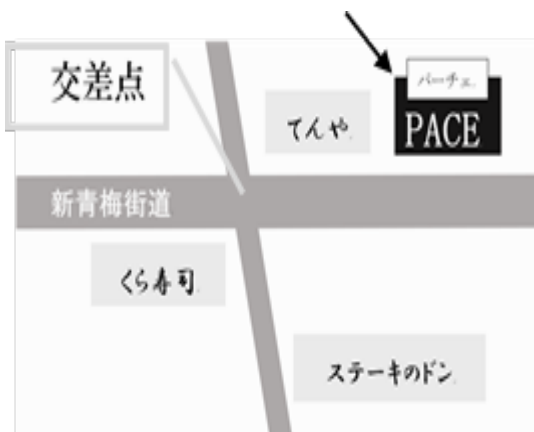 交差点
パーチェ.
てんや.
PACE
新青梅街道
くら寿司.
ステーキのドン.